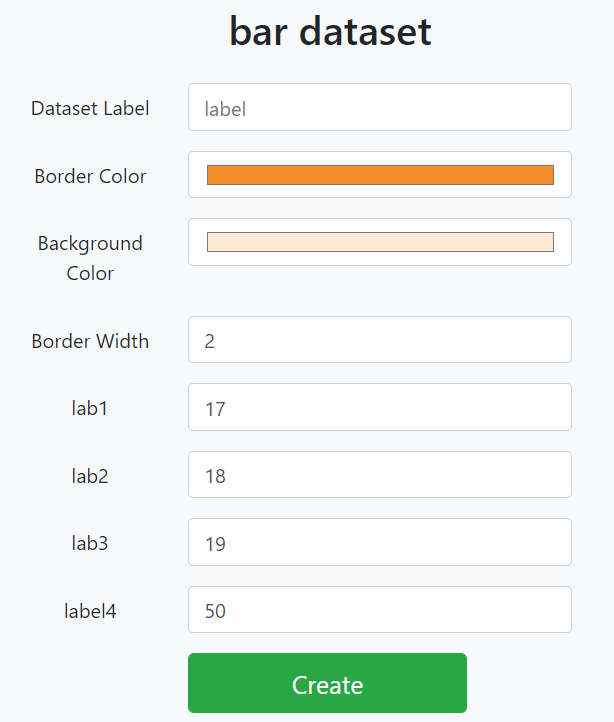 bar dataset
Dataset Label
label
Border Color
Background
Color
Border Width
2
lab1
17
lab2
18
lab3
19
label4
50
Create